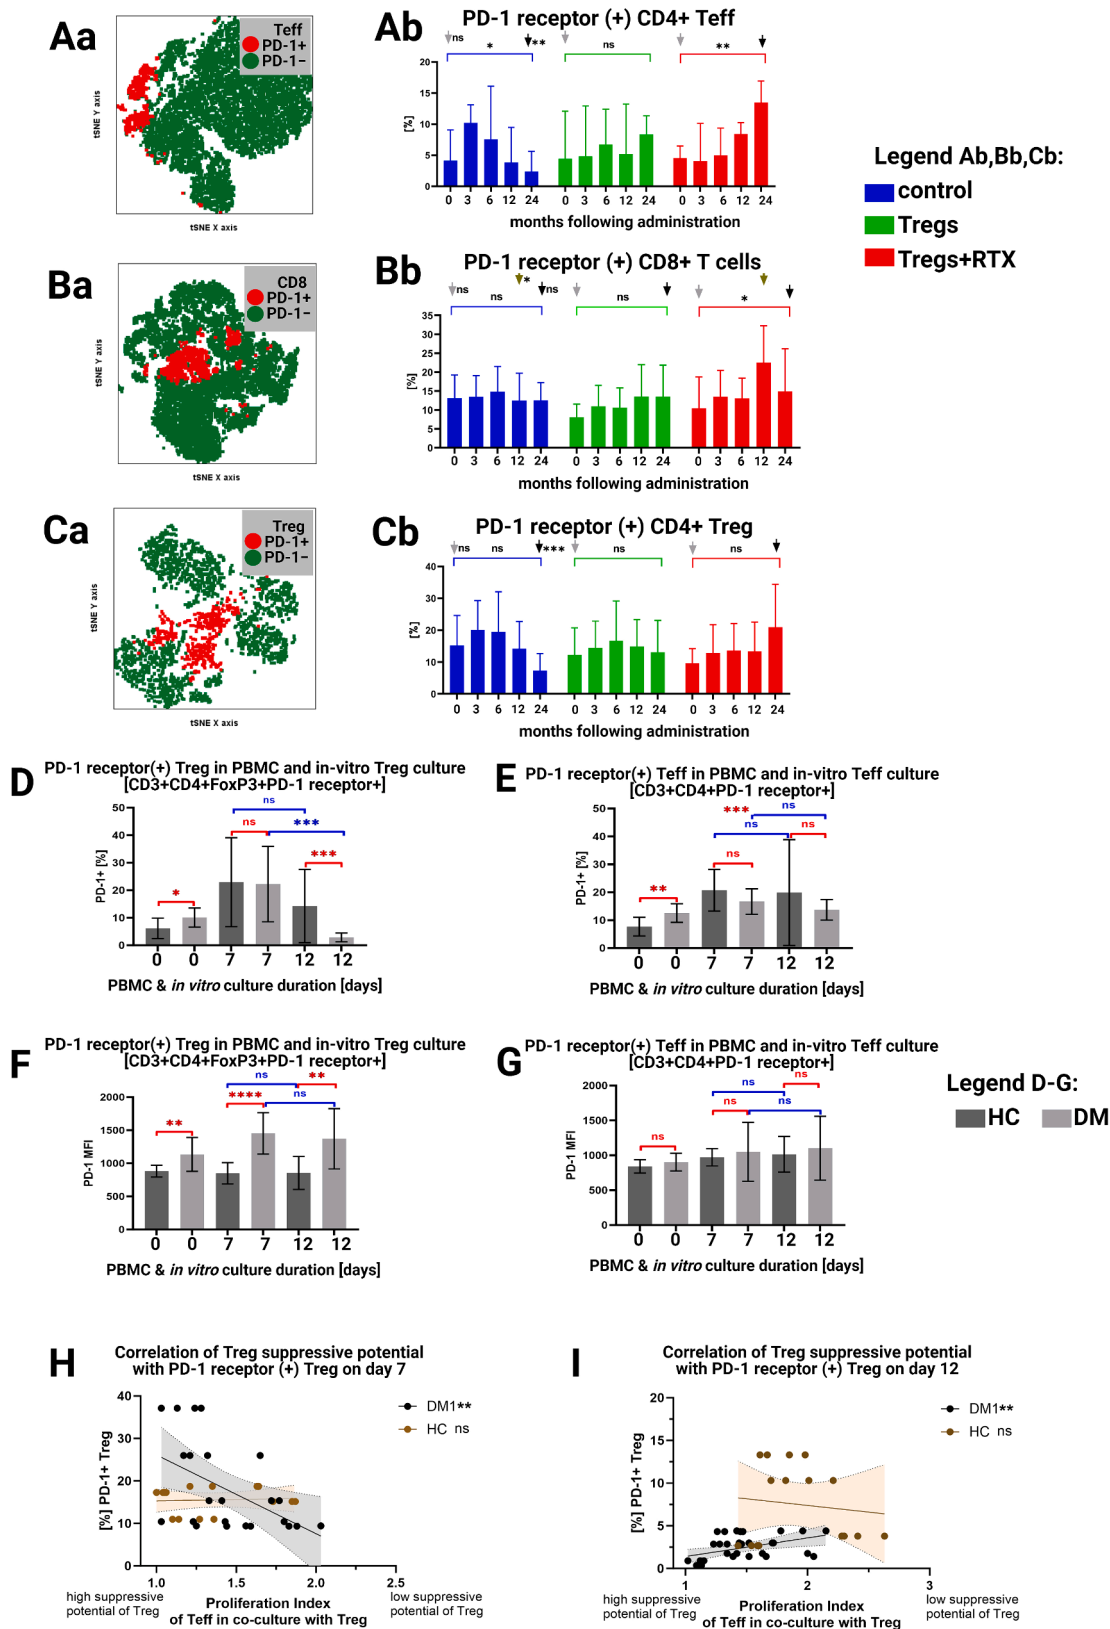 Aa
Teff
PD-1+
PD-1−
tSNE Y axis
tSNE X axis
Ab
PD-1 receptor (+) CD4+ Teff
ns
**
*
ns
**
20
15
10
5
0
[%]
0 3 6 12 24
0 3 6 12 24
0 3 6 12 24
months following administration
Legend Ab,Bb,Cb:
control
Tregs
Tregs+RTX
Ba
CD8
PD-1+
PD-1−
tSNE Y axis
tSNE X axis
Bb
PD-1 receptor (+) CD8+ T cells
ns
*
ns
ns
ns
*
35
30
25
20
15
10
5
0
[%]
0 3 6 12 24
0 3 6 12 24
0 3 6 12 24
months following administration
Ca
Treg
PD-1+
PD-1−
tSNE Y axis
tSNE X axis
Cb
PD-1 receptor (+) CD4+ Treg
ns
ns
***
ns
ns
40
30
20
10
0
[%]
0 3 6 12 24
0 3 6 12 24
0 3 6 12 24
months following administration
D
PD-1 receptor(+) Treg in PBMC and in-vitro Treg culture
[CD3+CD4+FoxP3+PD-1 receptor+]
ns
ns
***
***
*
50
40
30
20
10
0
PD-1+ [%]
0 0 7 7 12 12
PBMC & in vitro culture duration [days]
E
PD-1 receptor(+) Teff in PBMC and in-vitro Teff culture
[CD3+CD4+PD-1 receptor+]
***
ns
ns
ns
**
50
40
30
20
10
0
PD-1+ [%]
0 0 7 7 12 12
PBMC & in vitro culture duration [days]
F
PD-1 receptor(+) Treg in PBMC and in-vitro Treg culture
[CD3+CD4+FoxP3+PD-1 receptor+]
ns
**
****
ns
**
2000
1500
1000
500
0
PD-1 MFI
0 0 7 7 12 12
PBMC & in vitro culture duration [days]
G
PD-1 receptor(+) Teff in PBMC and in-vitro Teff culture
[CD3+CD4+PD-1 receptor+]
ns
ns
ns
ns
ns
2000
1500
1000
500
0
PD-1 MFI
0 0 7 7 12 12
PBMC & in vitro culture duration [days]
Legend D-G:
HC
DM
H
Correlation of Treg suppressive potential
with PD-1 receptor (+) Treg on day 7
DM1**
HC ns
40
30
20
10
0
[%] PD-1+ Treg
1.0 1.5 2.0 2.5
high suppressive
potential of Treg
Proliferation Index
of Teff in co-culture with Treg
low suppressive
potential of Treg
I
Correlation of Treg suppressive potential
with PD-1 receptor (+) Treg on day 12
DM1**
HC ns
20
15
10
5
0
[%] PD-1+ Treg
1 2 3
high suppressive
potential of Treg
Proliferation Index
of Teff in co-culture with Treg
low suppressive
potential of Treg